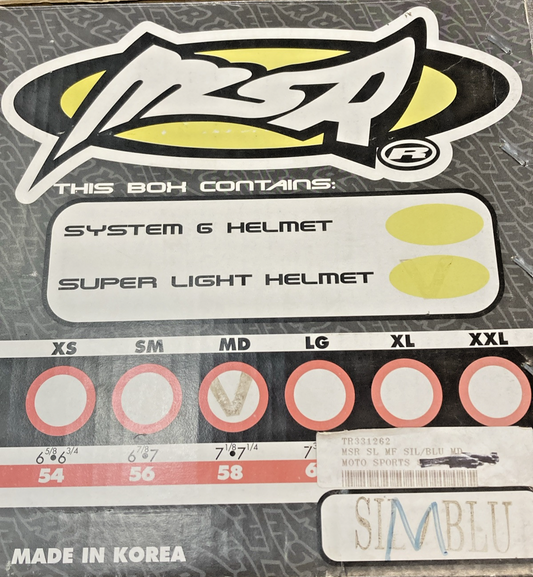 MSR
®
THIS BOX CONTAINS:
SYSTEM 6 HELMET
SUPER LIGHT HELMET
XS SM MD LG XL XXL
6 5/8 • 6 3/4 6 7/8 • 7 7 1/8 • 7 1/4
54 56 58
TR331262
MSR SL MF SIL/BLU MD
MOTO SPORTS
M
MADE IN KOREA